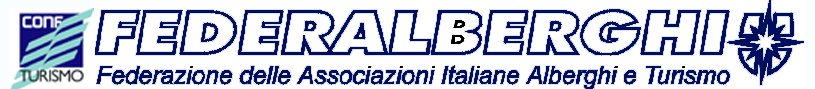 CONF
TURISMO
FEDERALBERGHI
Federazione delle Associazioni Italiane Alberghi e Turismo